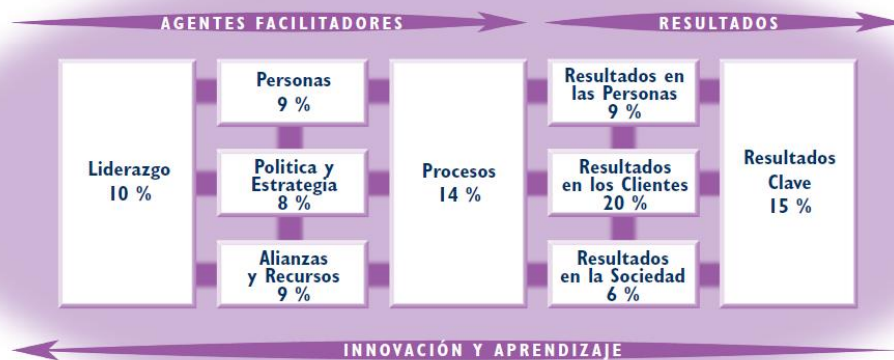 AGENTES FACILITADORES
RESULTADOS
Liderazgo
10 %
Personas
9 %
Politica y
Estrategia
8 %
Alianzas
y Recursos
9 %
Procesos
14 %
Resultados en
las Personas
9 %
Resultados
en los Clientes
20 %
Resultados
en la Sociedad
6 %
Resultados
Clave
15 %
INNOVACIÓN Y APRENDIZAJE